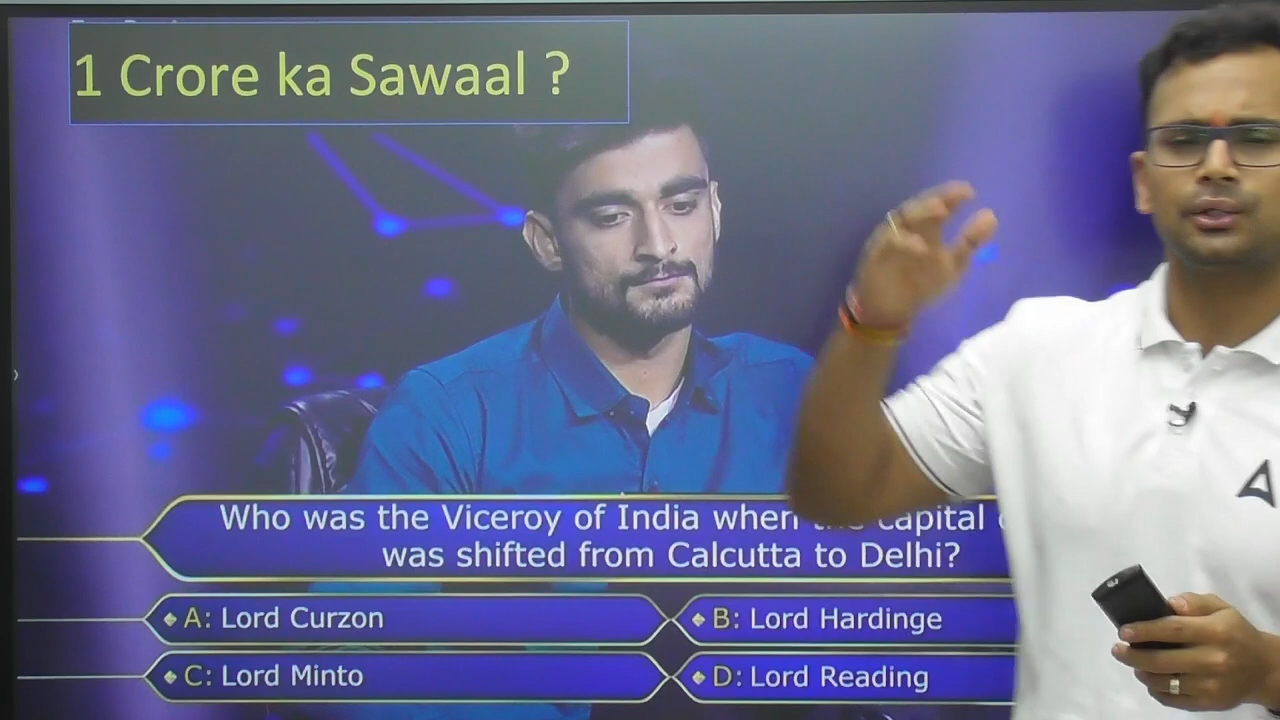 1 Crore ka Sawaal ?
Who was the Viceroy of India when the capital
was shifted from Calcutta to Delhi?
A: Lord Curzon
B: Lord Hardinge
C: Lord Minto
D: Lord Reading